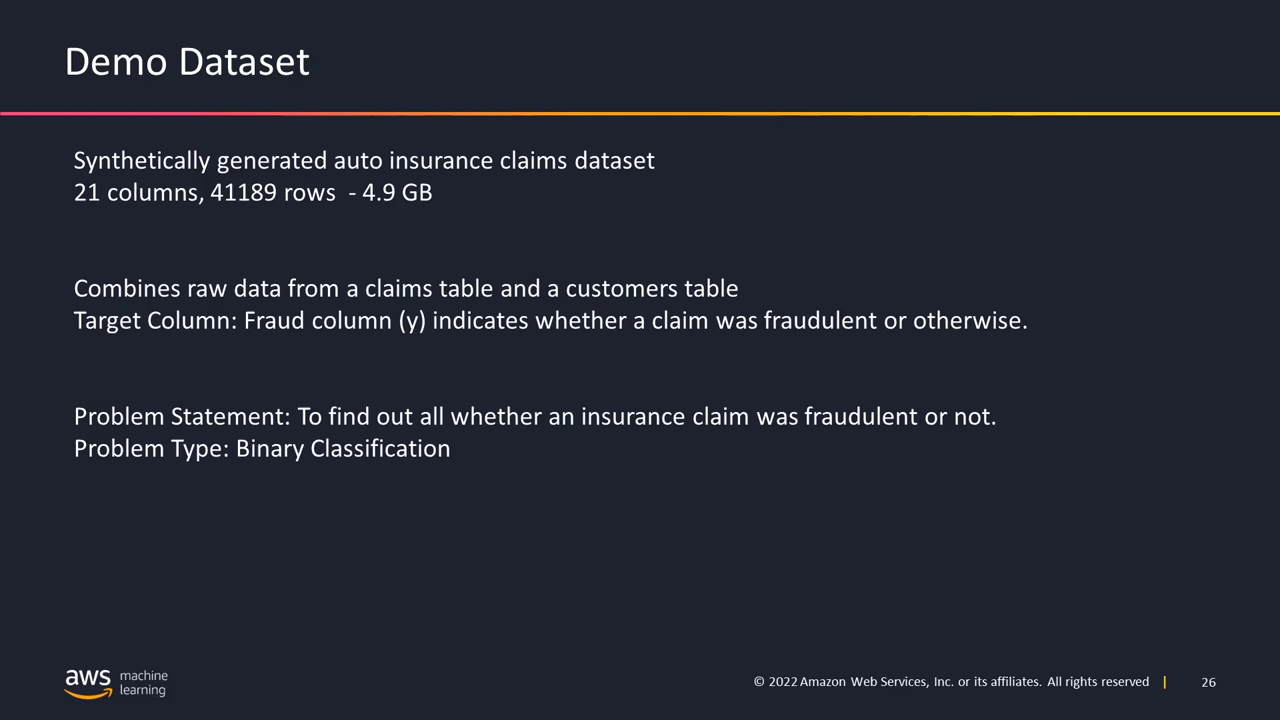 Demo Dataset
Synthetically generated auto insurance claims dataset
21 columns, 41189 rows - 4.9 GB
Combines raw data from a claims table and a customers table
Target Column: Fraud column (y) indicates whether a claim was fraudulent or otherwise.
Problem Statement: To find out all whether an insurance claim was fraudulent or not.
Problem Type: Binary Classification
aws machine learning
© 2022 Amazon Web Services, Inc. or its affiliates. All rights reserved | 26